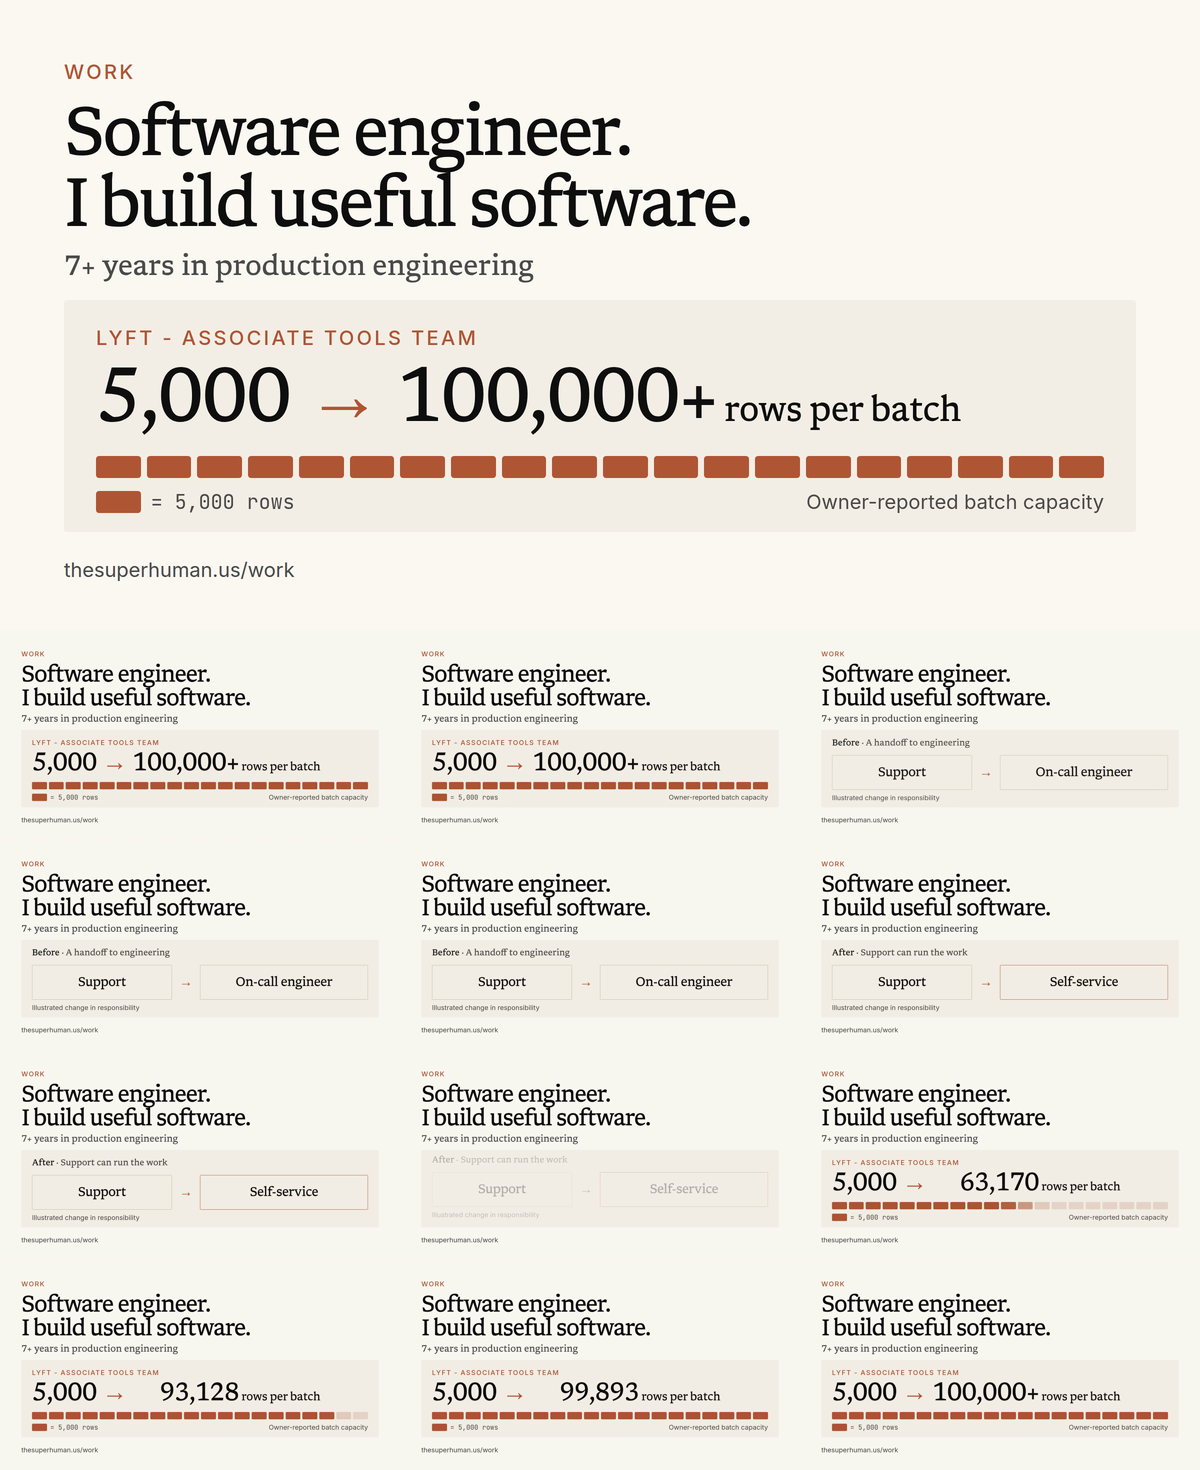 WORK
Software engineer.
I build useful software.
7+ years in production engineering
LYFT - ASSOCIATE TOOLS TEAM
5,000 → 100,000+ rows per batch
= 5,000 rows
Owner-reported batch capacity
thesuperhuman.us/work
WORK
Software engineer.
I build useful software.
7+ years in production engineering
LYFT - ASSOCIATE TOOLS TEAM
5,000 → 100,000+ rows per batch
= 5,000 rows
Owner-reported batch capacity
thesuperhuman.us/work
WORK
Software engineer.
I build useful software.
7+ years in production engineering
LYFT - ASSOCIATE TOOLS TEAM
5,000 → 100,000+ rows per batch
= 5,000 rows
Owner-reported batch capacity
thesuperhuman.us/work
WORK
Software engineer.
I build useful software.
7+ years in production engineering
Before · A handoff to engineering
Support → On-call engineer
Illustrated change in responsibility
thesuperhuman.us/work
WORK
Software engineer.
I build useful software.
7+ years in production engineering
Before · A handoff to engineering
Support → On-call engineer
Illustrated change in responsibility
thesuperhuman.us/work
WORK
Software engineer.
I build useful software.
7+ years in production engineering
Before · A handoff to engineering
Support → On-call engineer
Illustrated change in responsibility
thesuperhuman.us/work
WORK
Software engineer.
I build useful software.
7+ years in production engineering
After · Support can run the work
Support → Self-service
Illustrated change in responsibility
thesuperhuman.us/work
WORK
Software engineer.
I build useful software.
7+ years in production engineering
After · Support can run the work
Support → Self-service
Illustrated change in responsibility
thesuperhuman.us/work
WORK
Software engineer.
I build useful software.
7+ years in production engineering
After · Support can run the work
Support → Self-service
Illustrated change in responsibility
thesuperhuman.us/work
WORK
Software engineer.
I build useful software.
7+ years in production engineering
LYFT - ASSOCIATE TOOLS TEAM
5,000 → 63,170 rows per batch
= 5,000 rows
Owner-reported batch capacity
thesuperhuman.us/work
WORK
Software engineer.
I build useful software.
7+ years in production engineering
LYFT - ASSOCIATE TOOLS TEAM
5,000 → 93,128 rows per batch
= 5,000 rows
Owner-reported batch capacity
thesuperhuman.us/work
WORK
Software engineer.
I build useful software.
7+ years in production engineering
LYFT - ASSOCIATE TOOLS TEAM
5,000 → 99,893 rows per batch
= 5,000 rows
Owner-reported batch capacity
thesuperhuman.us/work
WORK
Software engineer.
I build useful software.
7+ years in production engineering
LYFT - ASSOCIATE TOOLS TEAM
5,000 → 100,000+ rows per batch
= 5,000 rows
Owner-reported batch capacity
thesuperhuman.us/work